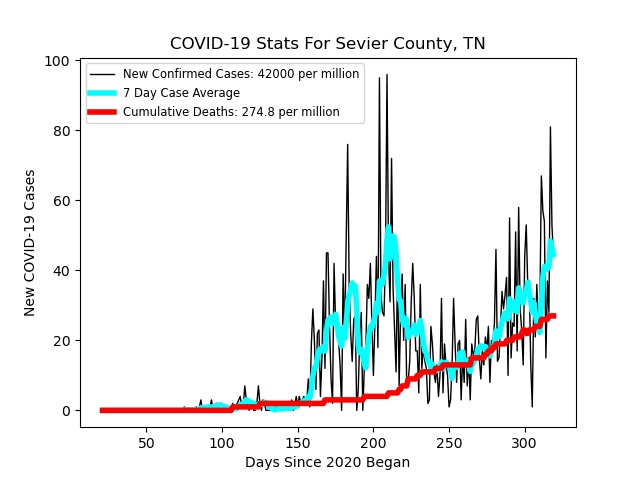 COVID-19 Stats For Sevier County, TN
New Confirmed Cases: 42000 per million
7 Day Case Average
Cumulative Deaths: 274.8 per million
New COVID-19 Cases
100
80
60
40
20
0
50
100
150
200
250
300
Days Since 2020 Began